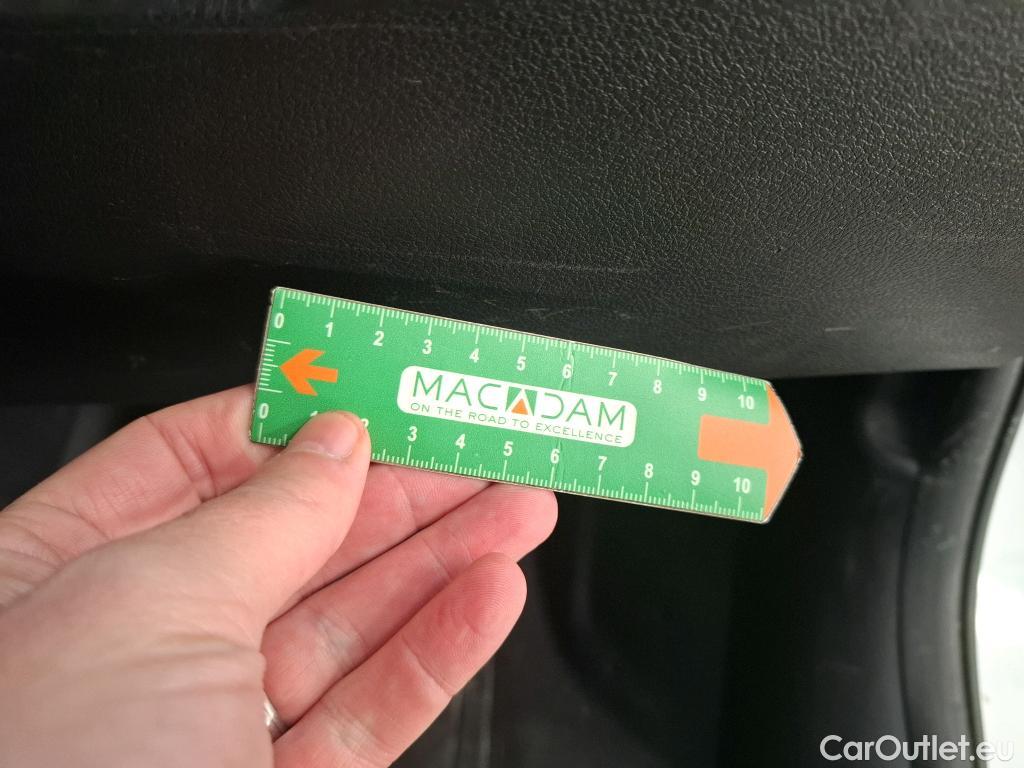 0 1 2 3 4 5 6 7 8 9 10
MACADAM
ON THE ROAD TO EXCELLENCE
0 1 2 3 4 5 6 7 8 9 10
CarOutlet.eu